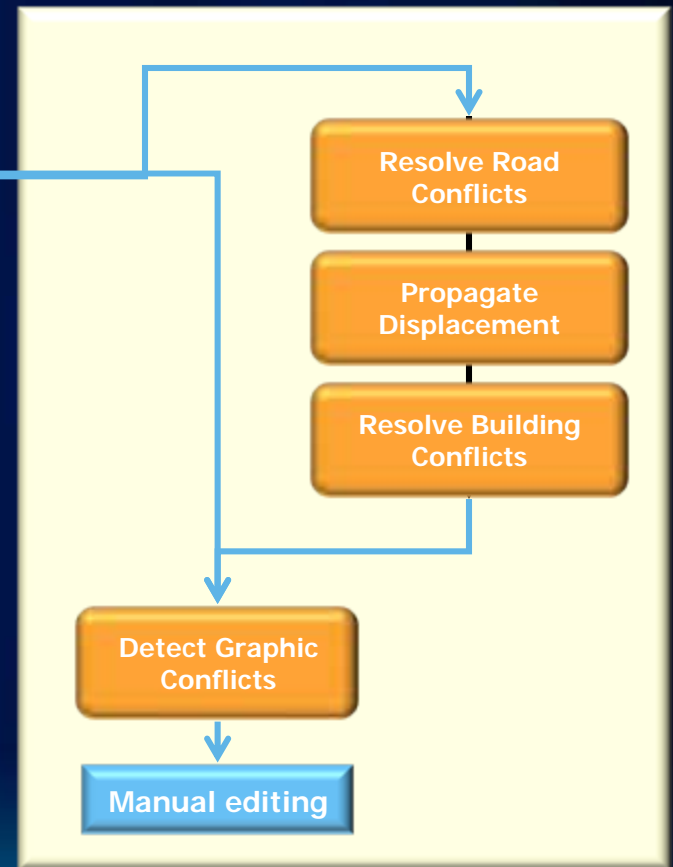 Resolve Road
Conflicts
Propagate
Displacement
Resolve Building
Conflicts
Detect Graphic
Conflicts
Manual editing